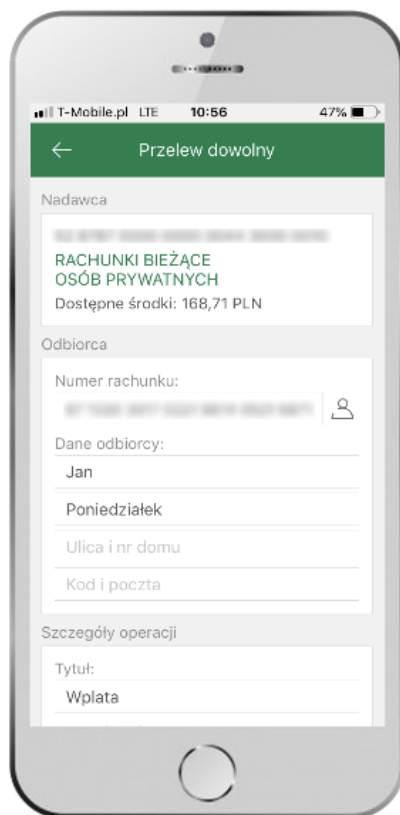 T-Mobile.pl LTE 10:56 47%
Przelew dowolny
Nadawca
RACHUNKI BIEŻĄCE
OSÓB PRYWATNYCH
Dostępne środki: 168,71 PLN
Odbiorca
Numer rachunku:
Dane odbiorcy:
Jan
Poniedziałek
Ulica i nr domu
Kod i poczta
Szczegóły operacji
Tytuł:
Wplata